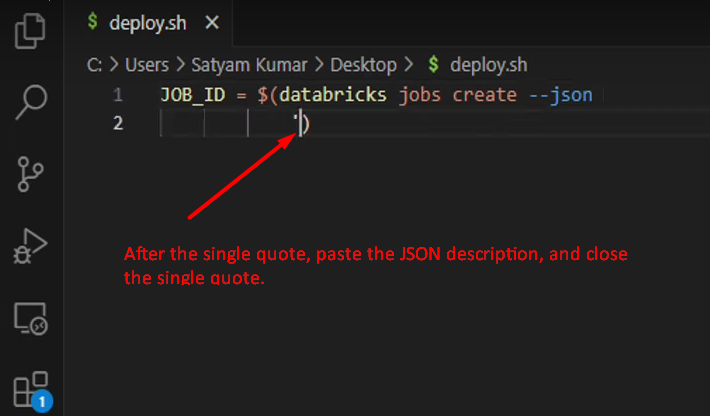 $ deploy.sh ×
C: > Users > Satyam Kumar > Desktop > $ deploy.sh
1 JOB_ID = $(databricks jobs create --json
2 ')
After the single quote, paste the JSON description, and close
the single quote.
1